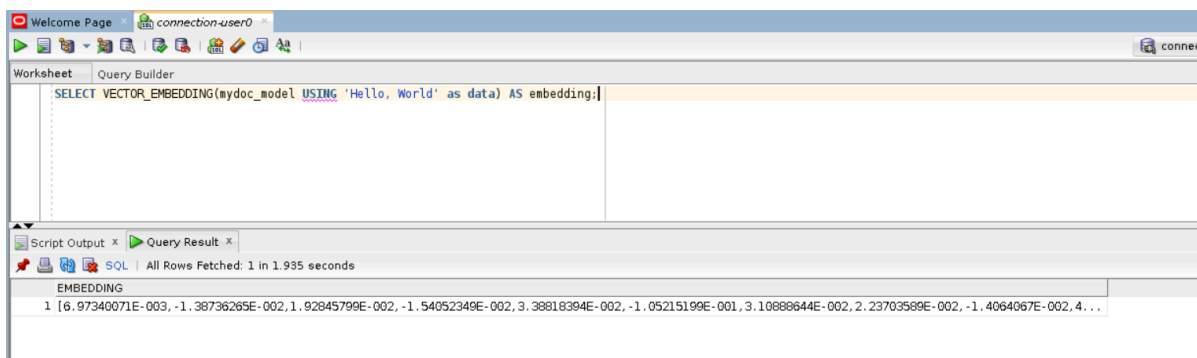 Welcome Page × connection-user0 ×
connec
Worksheet Query Builder
SELECT VECTOR_EMBEDDING(mydoc_model USING 'Hello, World' as data) AS embedding;
Script Output × Query Result ×
SQL | All Rows Fetched: 1 in 1.935 seconds
EMBEDDING
1 [6.97340071E-003,-1.38736265E-002,1.92845799E-002,-1.54052349E-002,3.38818394E-002,-1.05215199E-001,3.10888644E-002,2.23703589E-002,-1.4064067E-002,4...